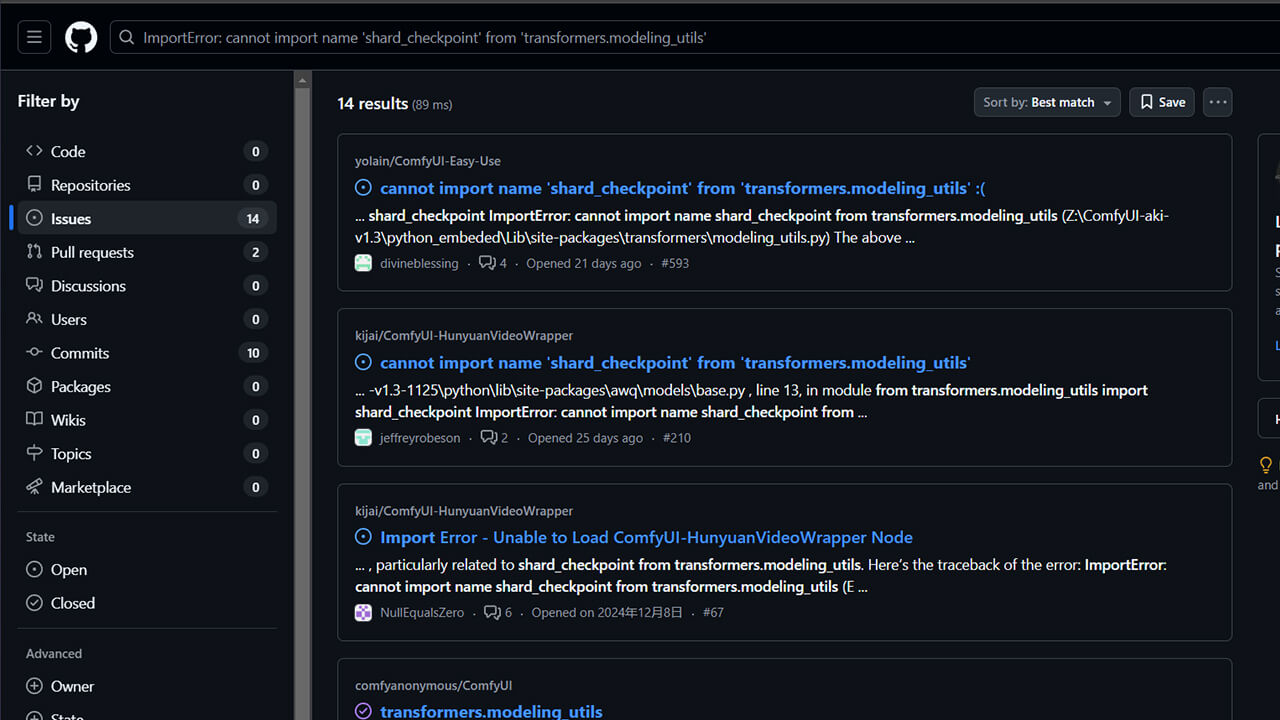 ImportError: cannot import name 'shard_checkpoint' from 'transformers.modeling_utils'
Filter by
Code 0
Repositories 0
Issues 14
Pull requests 2
Discussions 0
Users 0
Commits 10
Packages 0
Wikis 0
Topics 0
Marketplace 0
State
Open
Closed
Advanced
Owner
State
14 results (89 ms)
Sort by: Best match
Save
yolain/ComfyUI-Easy-Use
cannot import name 'shard_checkpoint' from 'transformers.modeling_utils' :(
... shard_checkpoint ImportError: cannot import name shard_checkpoint from transformers.modeling_utils (Z:\ComfyUI-aki-
v1.3\python_embeded\Lib\site-packages\transformers\modeling_utils.py) The above ...
divineblessing · 4 · Opened 21 days ago · #593
kijai/ComfyUI-HunyuanVideoWrapper
cannot import name 'shard_checkpoint' from 'transformers.modeling_utils'
... -v1.3-1125\python\lib\site-packages\awq\models\base.py , line 13, in module from transformers.modeling_utils import
shard_checkpoint ImportError: cannot import name shard_checkpoint from ...
jeffreyrobeson · 2 · Opened 25 days ago · #210
kijai/ComfyUI-HunyuanVideoWrapper
Import Error - Unable to Load ComfyUI-HunyuanVideoWrapper Node
... , particularly related to shard_checkpoint from transformers.modeling_utils. Here's the traceback of the error: ImportError:
cannot import name shard_checkpoint from transformers.modeling_utils (E ...
NullEqualsZero · 6 · Opened on 2024年12月8日 · #67
comfyanonymous/ComfyUI
transformers.modeling_utils
and